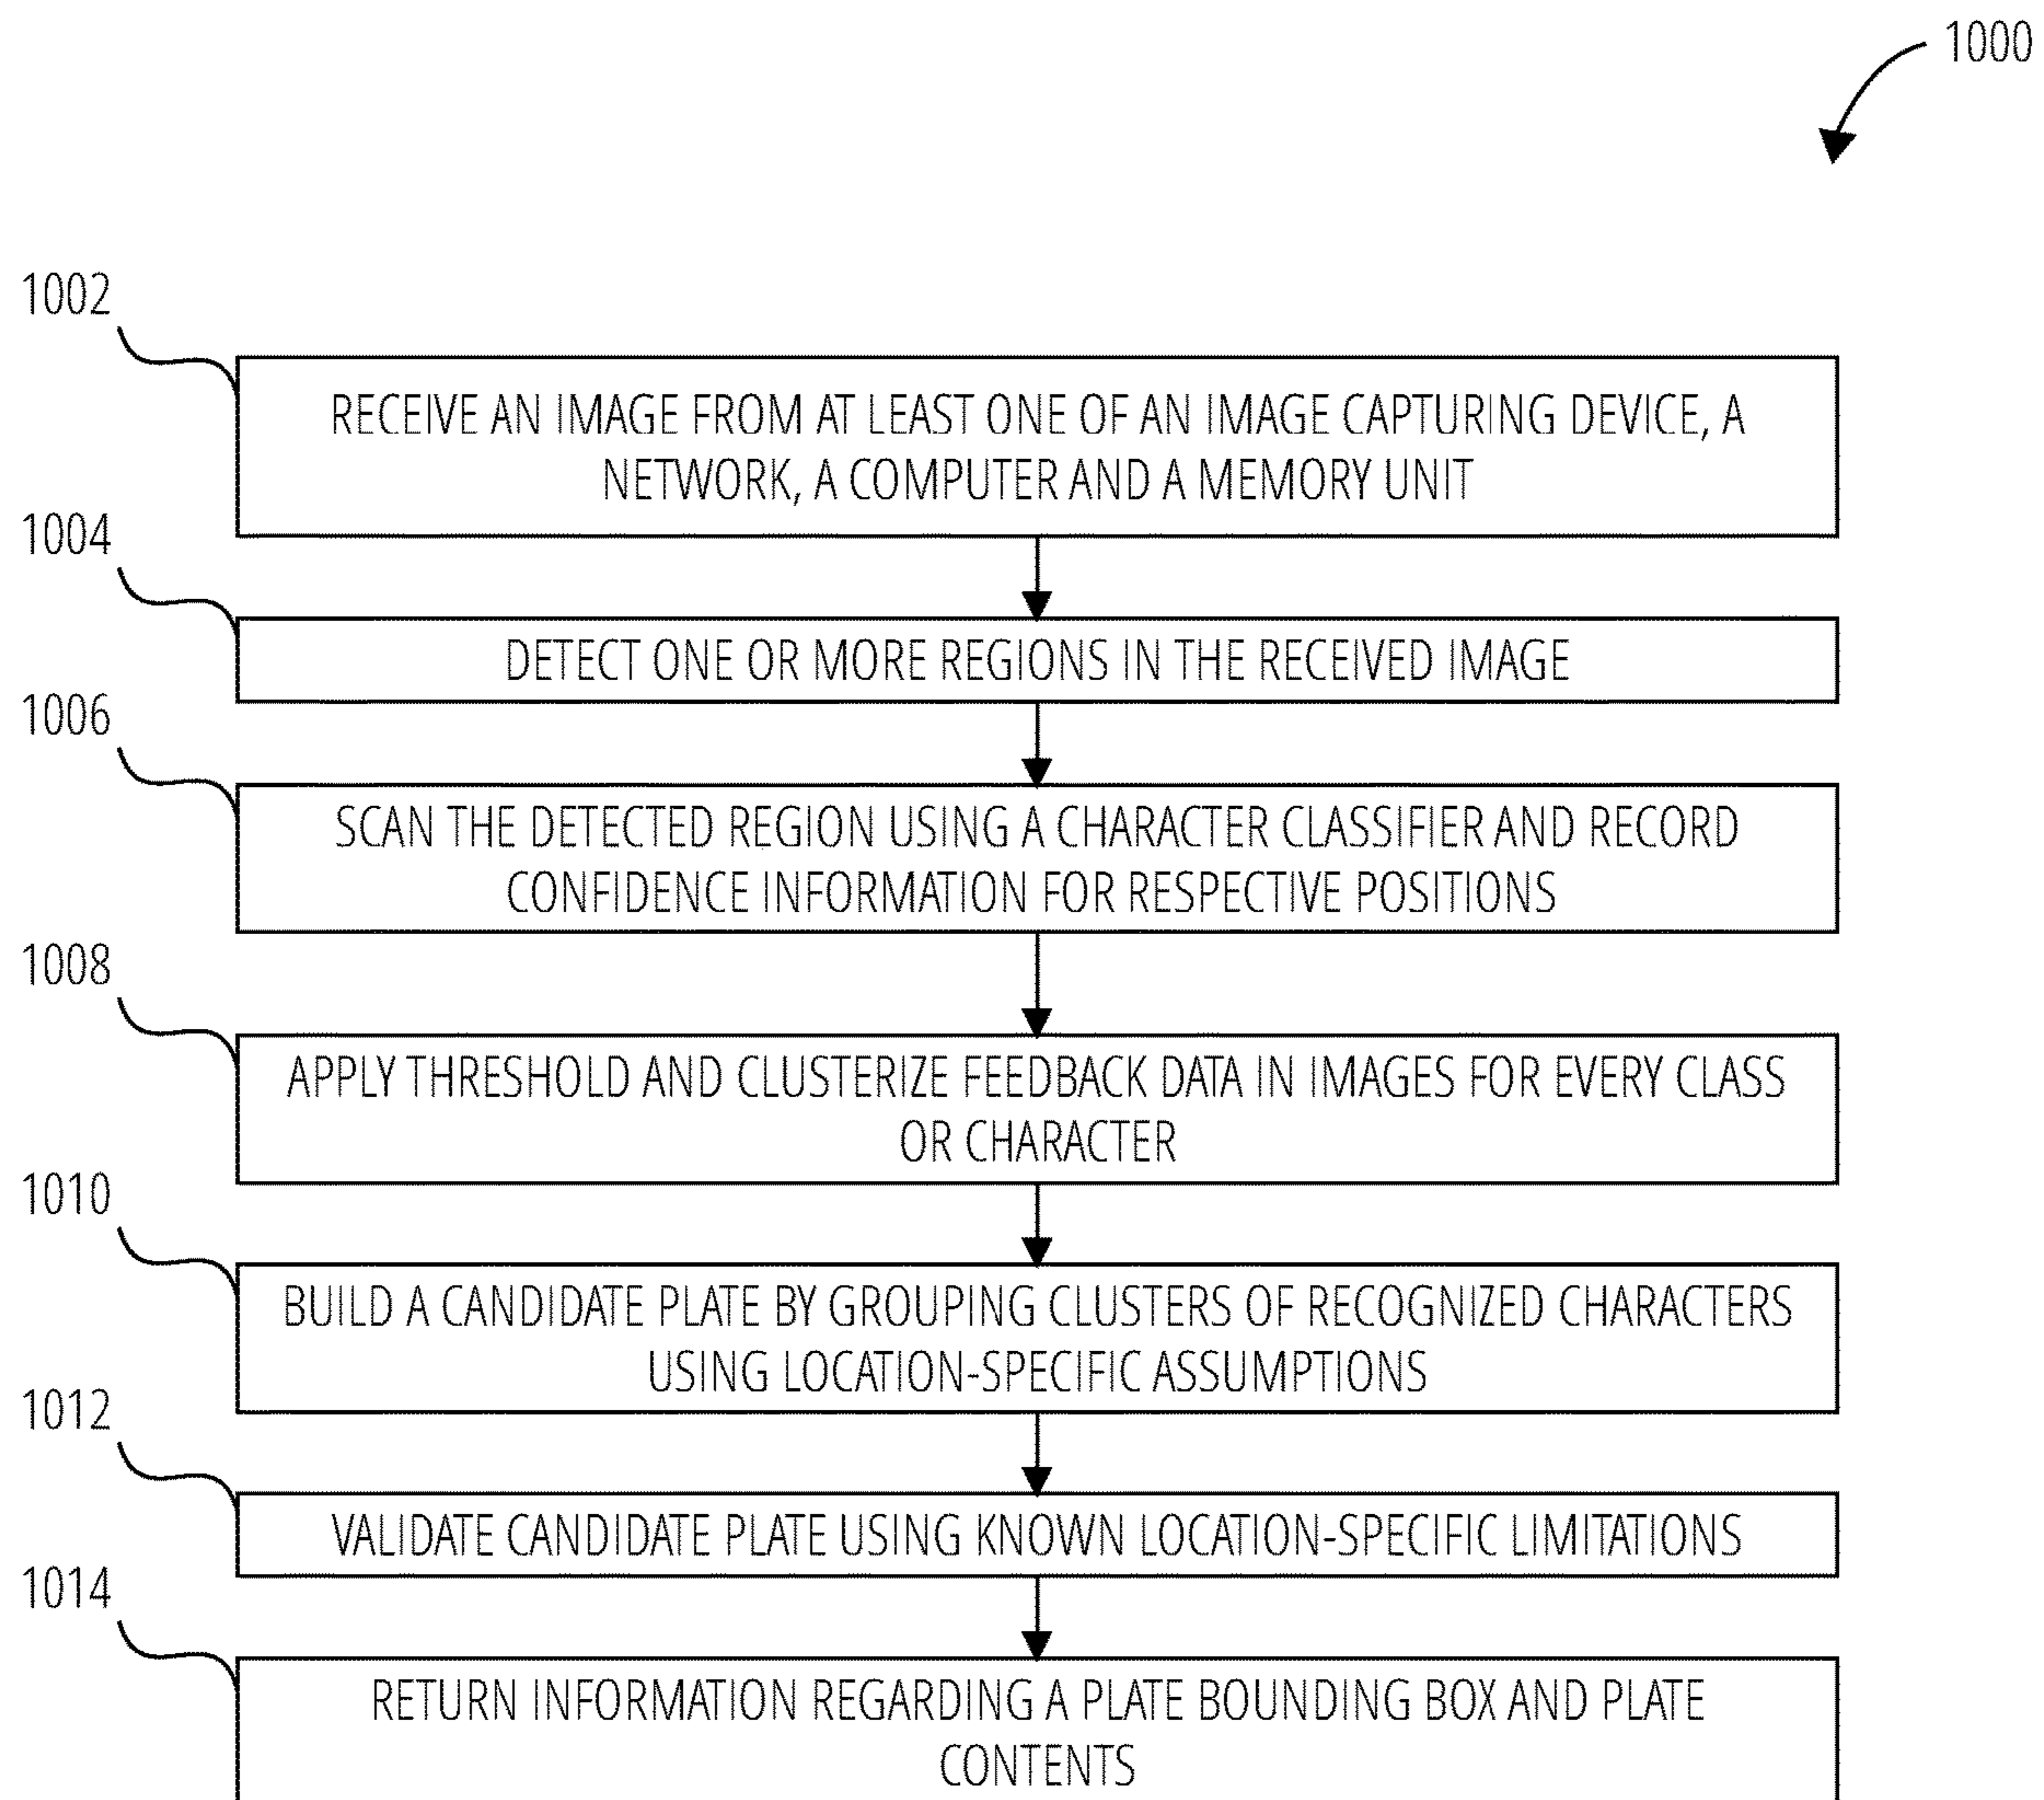 1000
1002
RECEIVE AN IMAGE FROM AT LEAST ONE OF AN IMAGE CAPTURING DEVICE, A
NETWORK, A COMPUTER AND A MEMORY UNIT
1004
DETECT ONE OR MORE REGIONS IN THE RECEIVED IMAGE
1006
SCAN THE DETECTED REGION USING A CHARACTER CLASSIFIER AND RECORD
CONFIDENCE INFORMATION FOR RESPECTIVE POSITIONS
1008
APPLY THRESHOLD AND CLUSTERIZE FEEDBACK DATA IN IMAGES FOR EVERY CLASS
OR CHARACTER
1010
BUILD A CANDIDATE PLATE BY GROUPING CLUSTERS OF RECOGNIZED CHARACTERS
USING LOCATION-SPECIFIC ASSUMPTIONS
1012
VALIDATE CANDIDATE PLATE USING KNOWN LOCATION-SPECIFIC LIMITATIONS
1014
RETURN INFORMATION REGARDING A PLATE BOUNDING BOX AND PLATE
CONTENTS